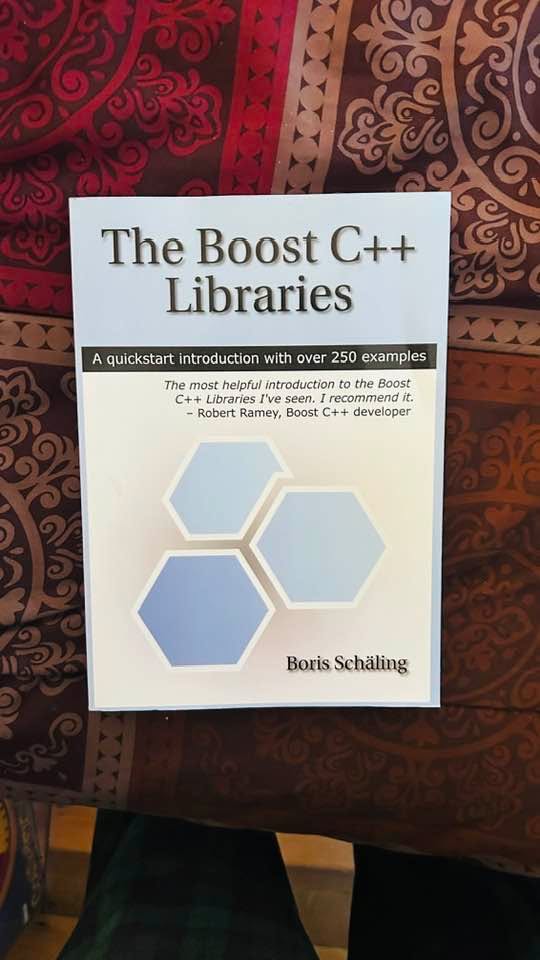 The Boost C++
Libraries
A quickstart introduction with over 250 examples
The most helpful introduction to the Boost
C++ Libraries I've seen. I recommend it.
– Robert Ramey, Boost C++ developer
Boris Schäling